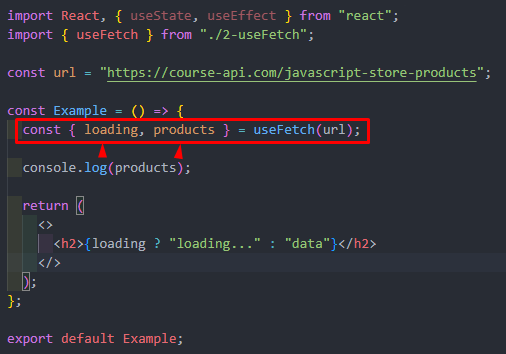 import React, { useState, useEffect } from "react";
import { useFetch } from "./2-useFetch";
const url = "https://course-api.com/javascript-store-products";
const Example = () => {
const { loading, products } = useFetch(url);
console.log(products);
return (
<>
<h2>{loading ? "loading..." : "data"}</h2>
</>
);
};
export default Example;